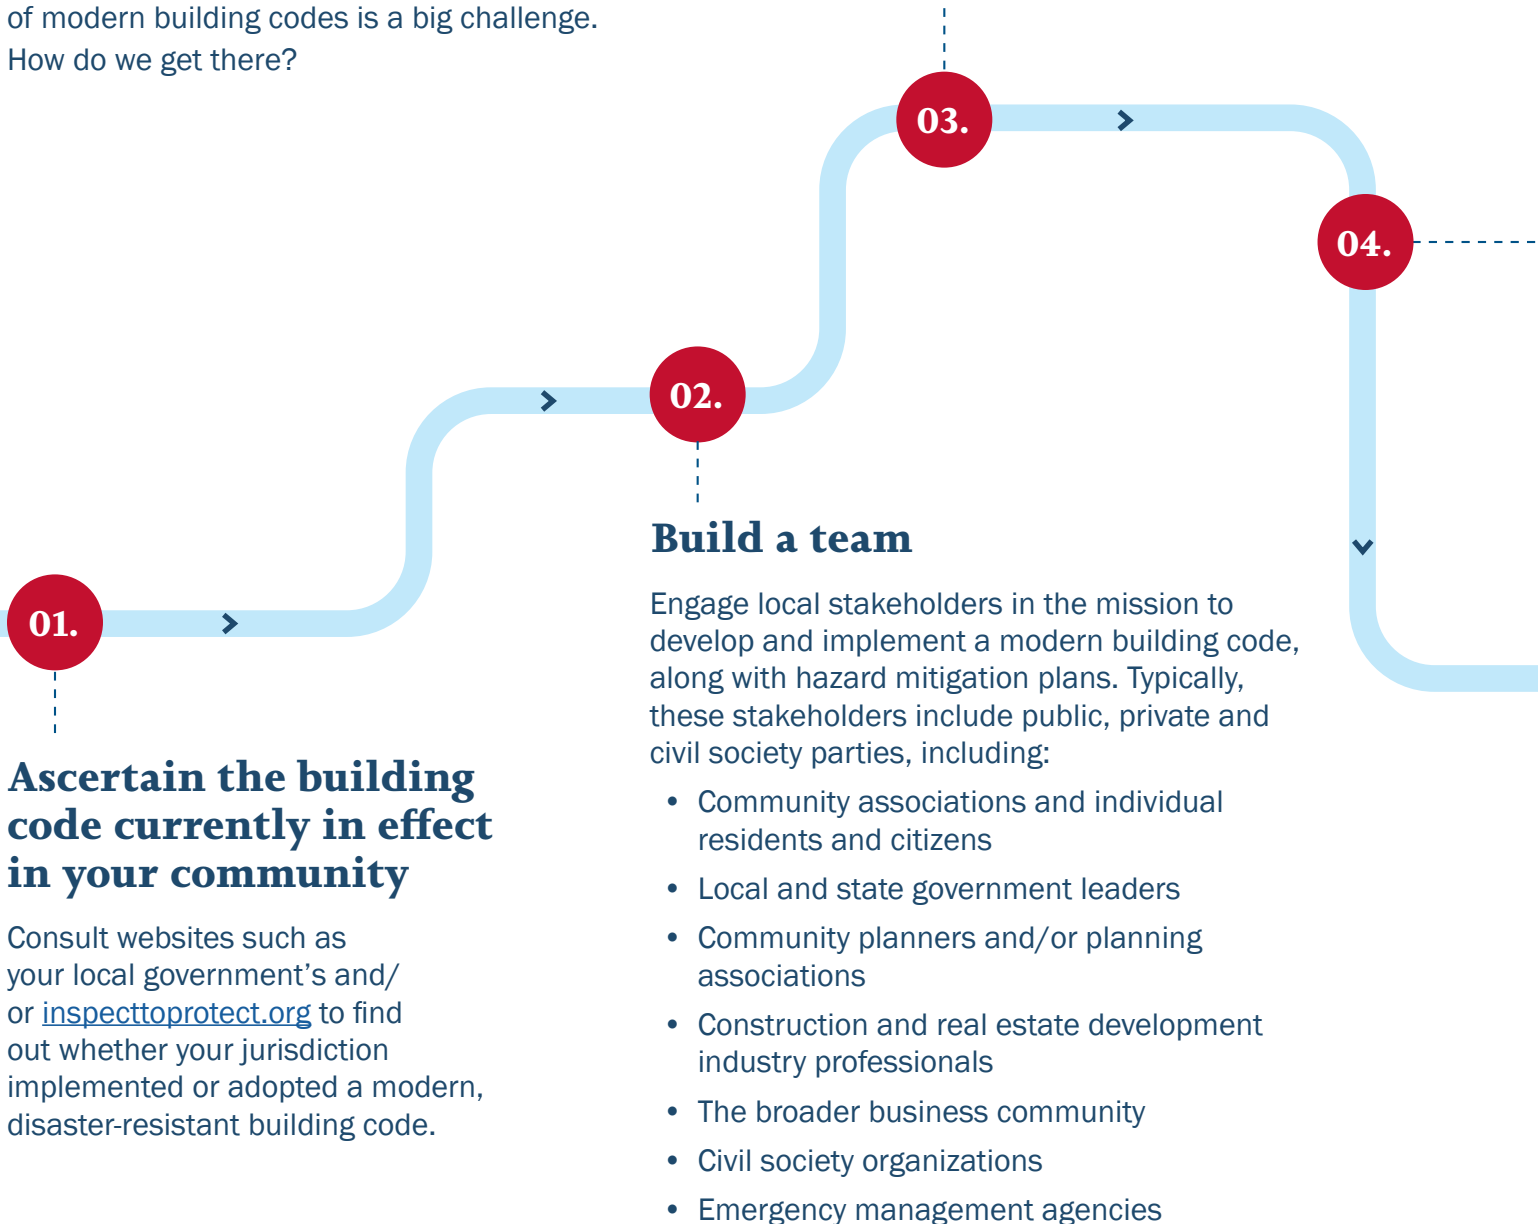 of modern building codes is a big challenge.
How do we get there?
03.
04.
02.
01.
Ascertain the building
code currently in effect
in your community
Consult websites such as
your local government’s and/
or inspecttoprotect.org to find
out whether your jurisdiction
implemented or adopted a modern,
disaster-resistant building code.
Build a team
Engage local stakeholders in the mission to
develop and implement a modern building code,
along with hazard mitigation plans. Typically,
these stakeholders include public, private and
civil society parties, including:
• Community associations and individual
residents and citizens
• Local and state government leaders
• Community planners and/or planning
associations
• Construction and real estate development
industry professionals
• The broader business community
• Civil society organizations
• Emergency management agencies